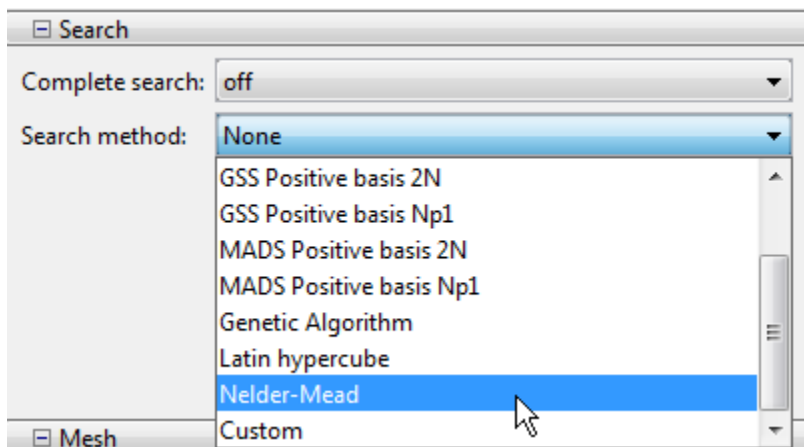 Search
Complete search: off
Search method: None
GSS Positive basis 2N
GSS Positive basis Np1
MADS Positive basis 2N
MADS Positive basis Np1
Genetic Algorithm
Latin hypercube
Nelder-Mead
Custom
Mesh